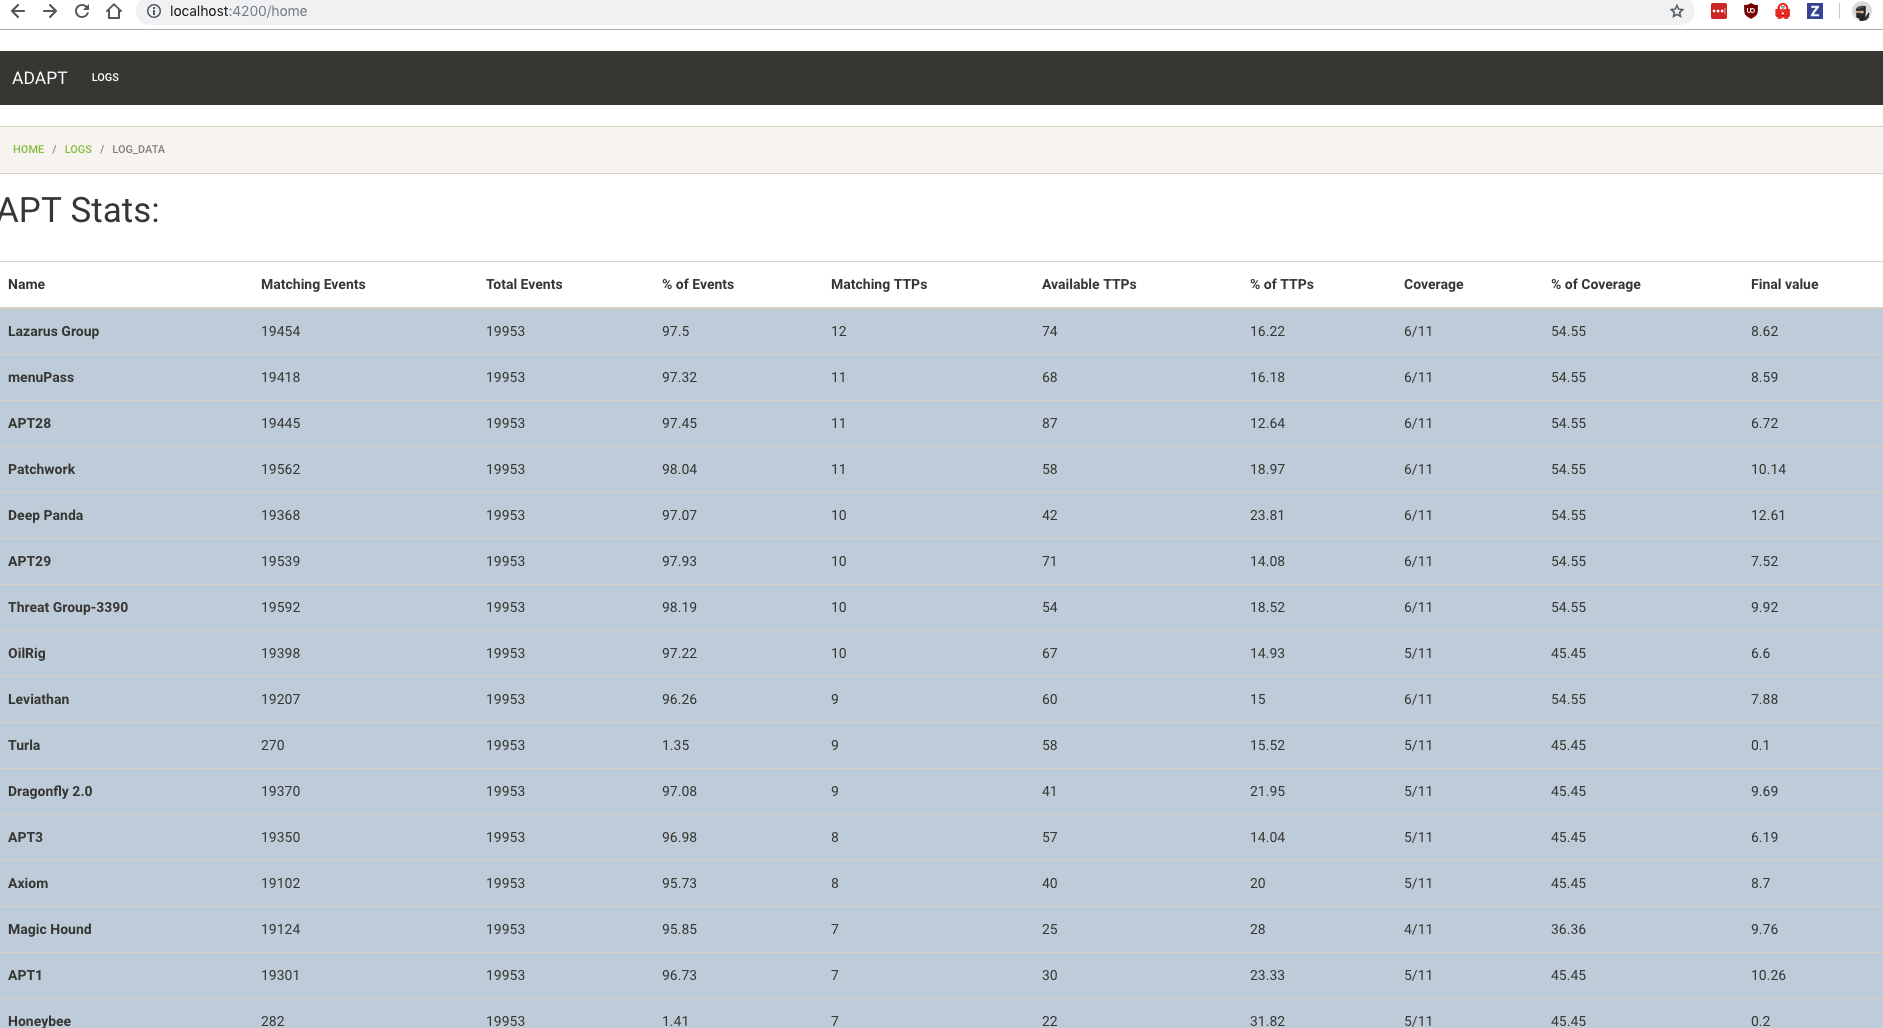 localhost:4200/home
ADAPT LOGS
HOME / LOGS / LOG_DATA
APT Stats:
Name Matching Events Total Events % of Events Matching TTPs Available TTPs % of TTPs Coverage % of Coverage Final value
Lazarus Group 19454 19953 97.5 12 74 16.22 6/11 54.55 8.62
menuPass 19418 19953 97.32 11 68 16.18 6/11 54.55 8.59
APT28 19445 19953 97.45 11 87 12.64 6/11 54.55 6.72
Patchwork 19562 19953 98.04 11 58 18.97 6/11 54.55 10.14
Deep Panda 19368 19953 97.07 10 42 23.81 6/11 54.55 12.61
APT29 19539 19953 97.93 10 71 14.08 6/11 54.55 7.52
Threat Group-3390 19592 19953 98.19 10 54 18.52 6/11 54.55 9.92
OilRig 19398 19953 97.22 10 67 14.93 5/11 45.45 6.6
Leviathan 19207 19953 96.26 9 60 15 6/11 54.55 7.88
Turla 270 19953 1.35 9 58 15.52 5/11 45.45 0.1
Dragonfly 2.0 19370 19953 97.08 9 41 21.95 5/11 45.45 9.69
APT3 19350 19953 96.98 8 57 14.04 5/11 45.45 6.19
Axiom 19102 19953 95.73 8 40 20 5/11 45.45 8.7
Magic Hound 19124 19953 95.85 7 25 28 4/11 36.36 9.76
APT1 19301 19953 96.73 7 30 23.33 5/11 45.45 10.26
Honeybee 282 19953 1.41 7 22 31.82 5/11 45.45 0.2